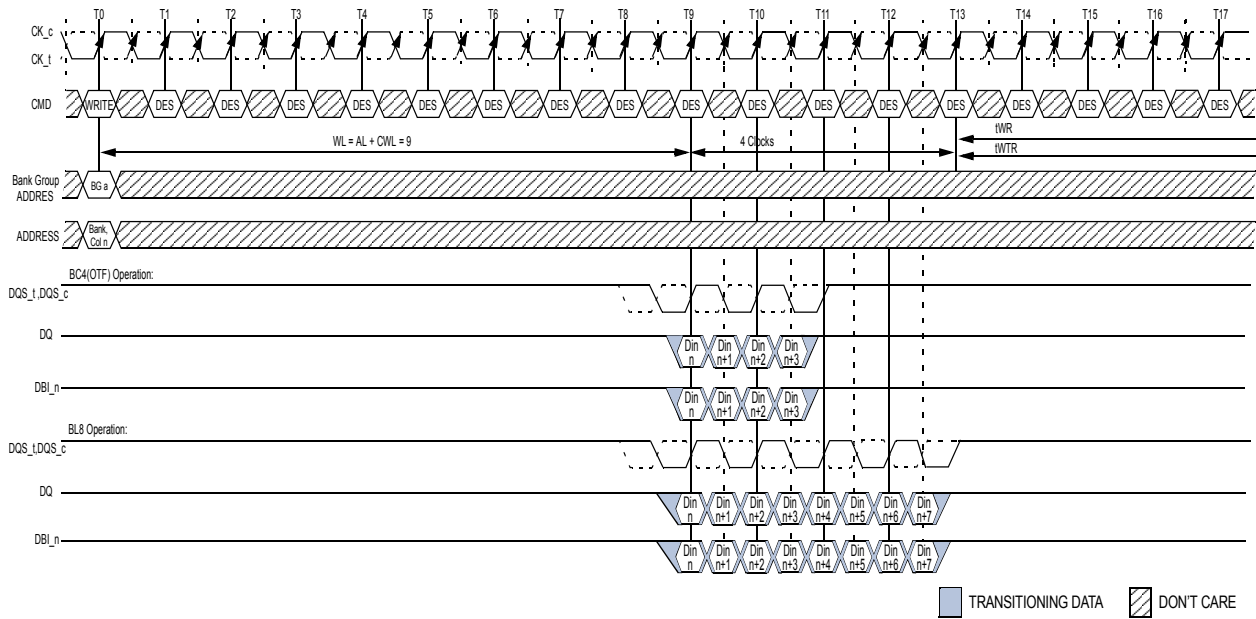 T0 T1 T2 T3 T4 T5 T6 T7 T8 T9 T10 T11 T12 T13 T14 T15 T16 T17
CK_c
CK_t
CMD WRITE DES DES DES DES DES DES DES DES DES DES DES DES DES DES DES DES DES
WL = AL + CWL = 9
4 Clocks
tWR
tWTR
Bank Group
ADDRES
BG a
ADDRESS
Bank,
Col n
BC4(OTF) Operation:
DQS_t ,DQS_c
DQ
Din Din Din Din
n n+1 n+2 n+3
DBI_n
Din Din Din Din
n n+1 n+2 n+3
BL8 Operation:
DQS_t,DQS_c
DQ
Din Din Din Din Din Din Din Din
n n+1 n+2 n+3 n+4 n+5 n+6 n+7
DBI_n
Din Din Din Din Din Din Din Din
n n+1 n+2 n+3 n+4 n+5 n+6 n+7
TRANSITIONING DATA
DON'T CARE